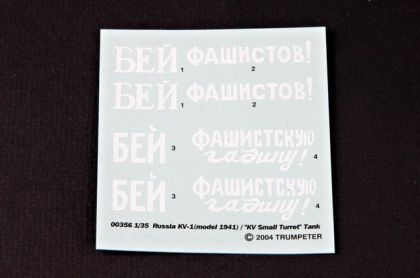 БЕЙ ФАШИСТОВ!
1 2
БЕЙ ФАШИСТОВ!
1 2
БЕЙ 3 ФАШИСТСКУЮ
гадину! 4
БЕЙ 3 ФАШИСТСКУЮ
гадину! 4
00356 1/35 Russia KV-1(model 1941) / "KV Small Turret" Tank
© 2004 TRUMPETER